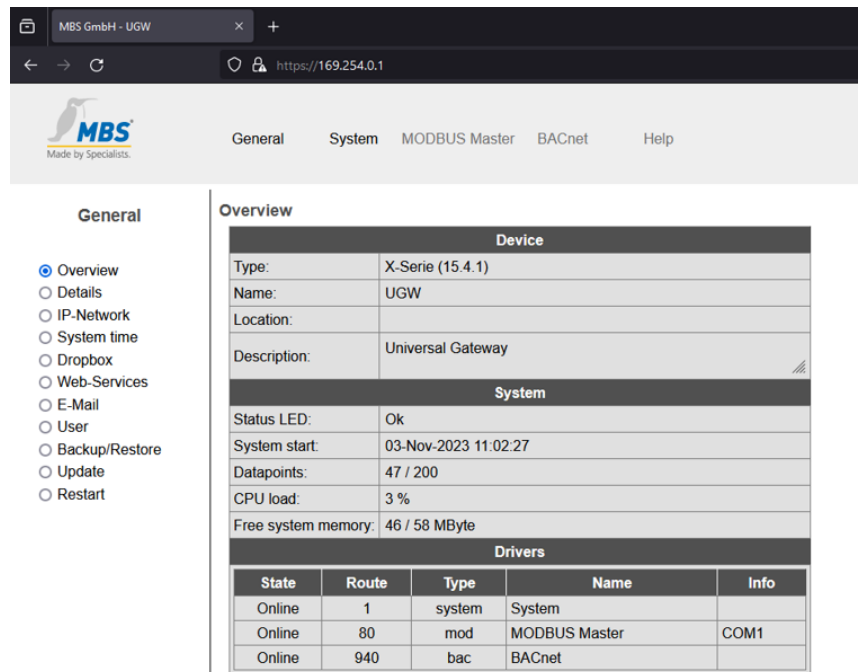 MBS GmbH - UGW
https://169.254.0.1
MBS
Made by Specialists.
General System MODBUS Master BACnet Help
General
Overview
Details
IP-Network
System time
Dropbox
Web-Services
E-Mail
User
Backup/Restore
Update
Restart
Overview
Device
Type: X-Serie (15.4.1)
Name: UGW
Location:
Description: Universal Gateway
System
Status LED: Ok
System start: 03-Nov-2023 11:02:27
Datapoints: 47 / 200
CPU load: 3 %
Free system memory: 46 / 58 MByte
Drivers
State Route Type Name Info
Online 1 system System
Online 80 mod MODBUS Master COM1
Online 940 bac BACnet